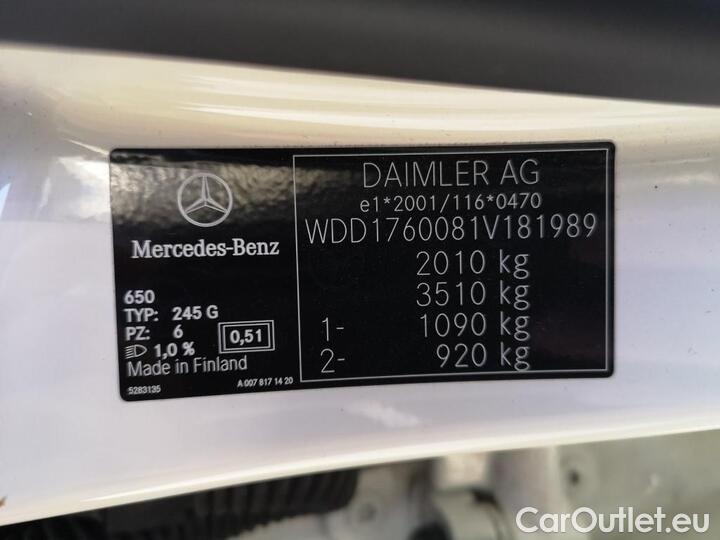 Mercedes-Benz
650
TYP: 245 G
PZ: 6
0,51
1,0 %
Made in Finland
5283135
A 007 817 14 20
DAIMLER AG
e1*2001/116*0470
WDD1760081V181989
2010 kg
3510 kg
1- 1090 kg
2- 920 kg
CarOutlet.eu